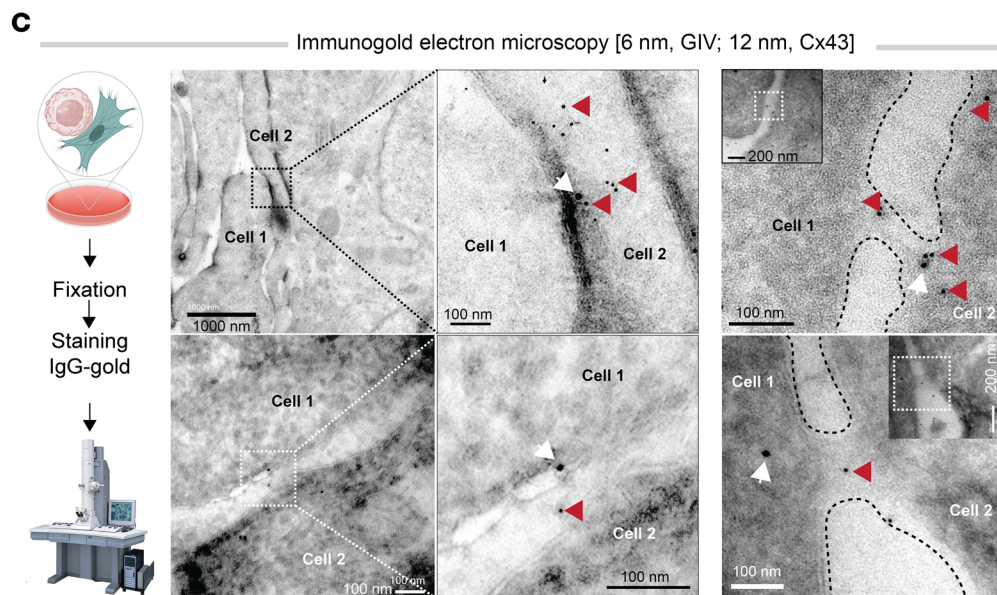 C
Immunogold electron microscopy [6 nm, GIV; 12 nm, Cx43]
Fixation
Staining
IgG-gold
Cell 2
Cell 1
1000 nm
1000 nm
Cell 1
Cell 2
100 nm
200 nm
Cell 1
Cell 2
100 nm
Cell 1
Cell 2
100 nm
100 nm
Cell 1
Cell 2
100 nm
Cell 1
200 nm
Cell 2
100 nm